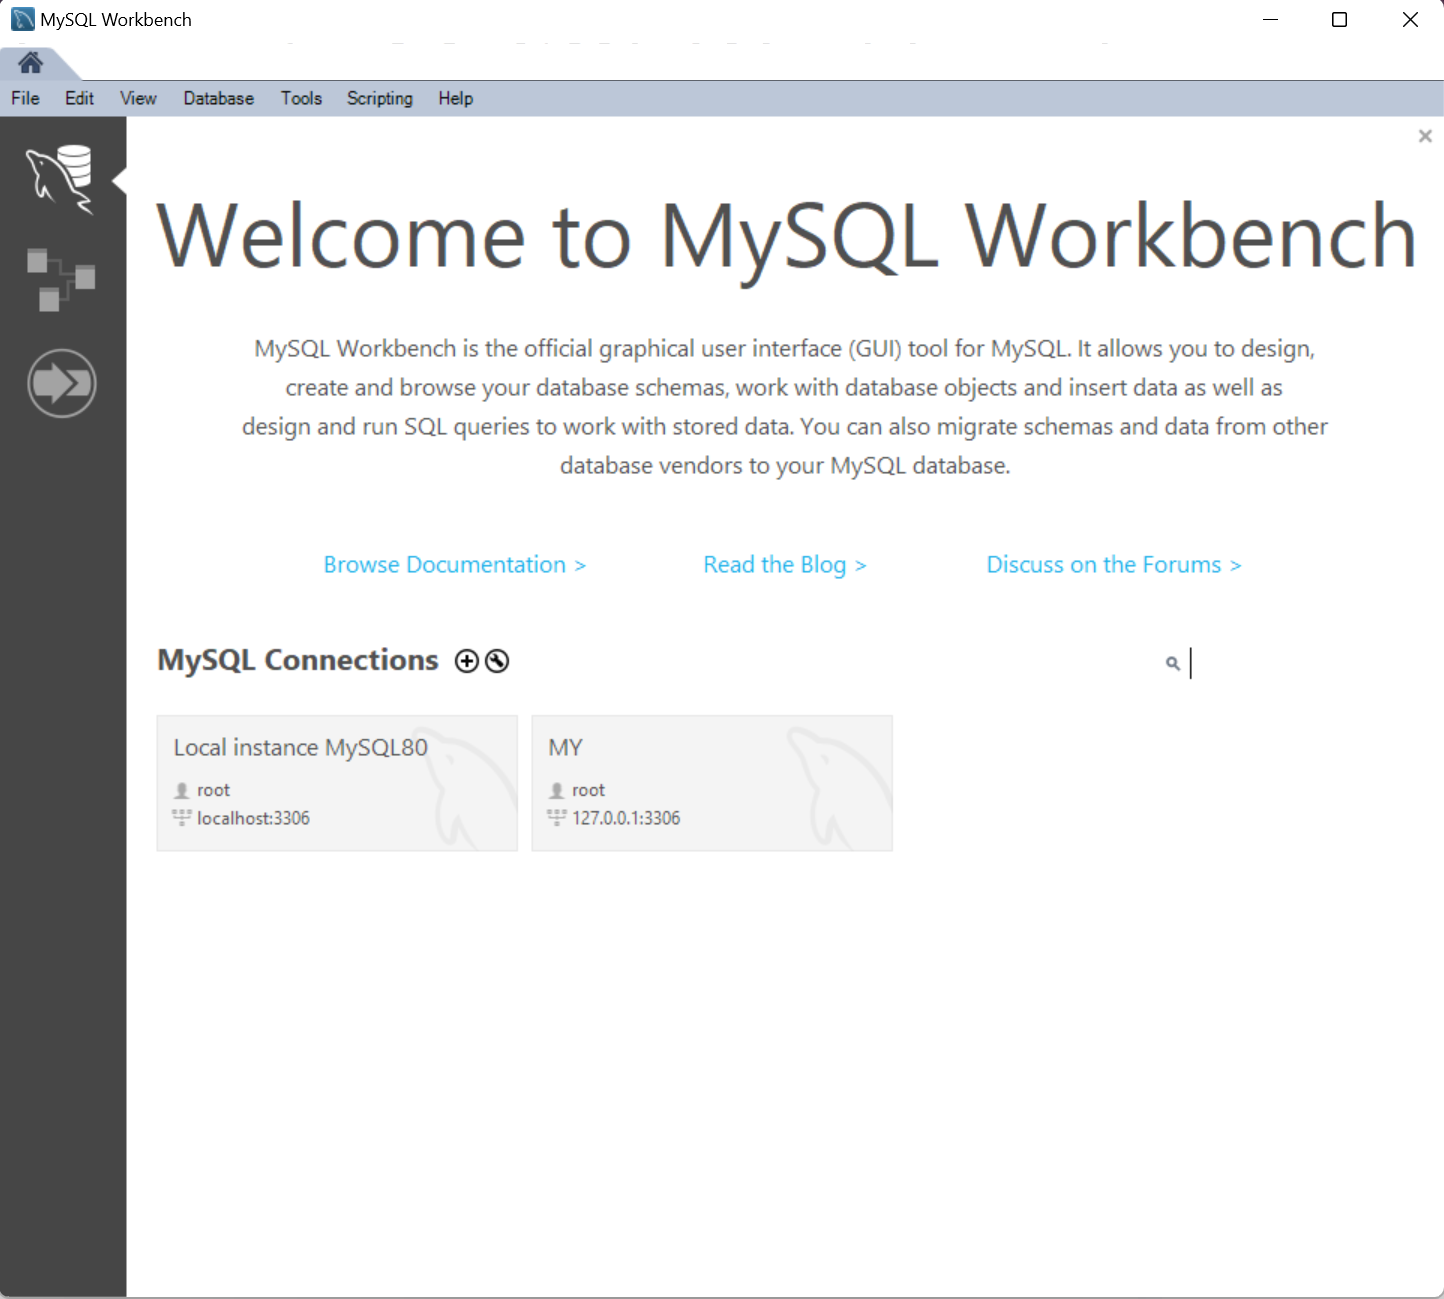 MySQL Workbench
File Edit View Database Tools Scripting Help
Welcome to MySQL Workbench
MySQL Workbench is the official graphical user interface (GUI) tool for MySQL. It allows you to design,
create and browse your database schemas, work with database objects and insert data as well as
design and run SQL queries to work with stored data. You can also migrate schemas and data from other
database vendors to your MySQL database.
Browse Documentation > Read the Blog > Discuss on the Forums >
MySQL Connections
Local instance MySQL80
root
localhost:3306
MY
root
127.0.0.1:3306